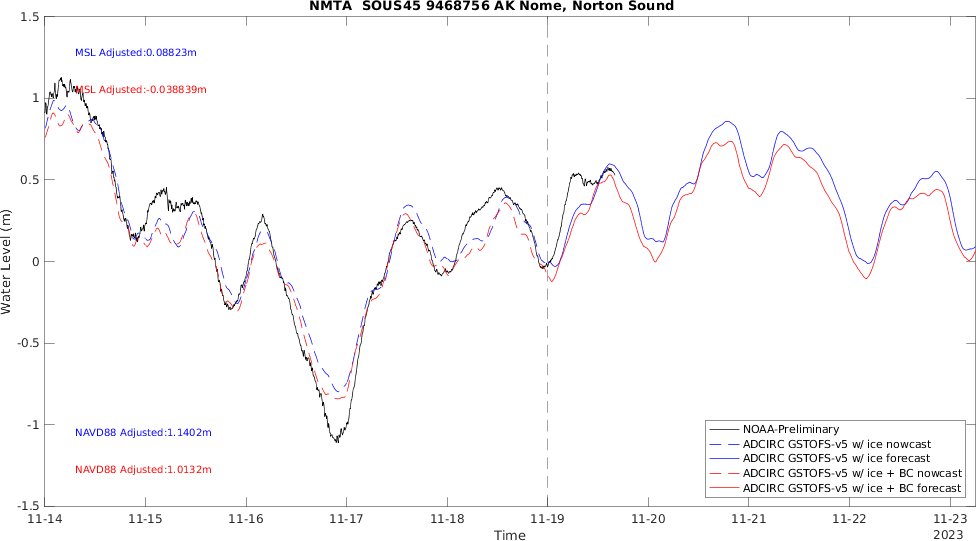 NMTA  SOUS45 9468756 AK Nome, Norton Sound
1.5
MSL Adjusted:0.08823m
MSL Adjusted:-0.038839m
1
0.5
Water Level (m)
0
-0.5
-1
NAVD88 Adjusted:1.1402m
NAVD88 Adjusted:1.0132m
-1.5
NOAA-Preliminary
ADCIRC GSTOFS-v5 w/ice nowcast
ADCIRC GSTOFS-v5 w/ice forecast
ADCIRC GSTOFS-v5 w/ice + BC nowcast
ADCIRC GSTOFS-v5 w/ice + BC forecast
11-14 11-15 11-16 11-17 11-18 11-19 11-20 11-21 11-22 11-23
Time 2023